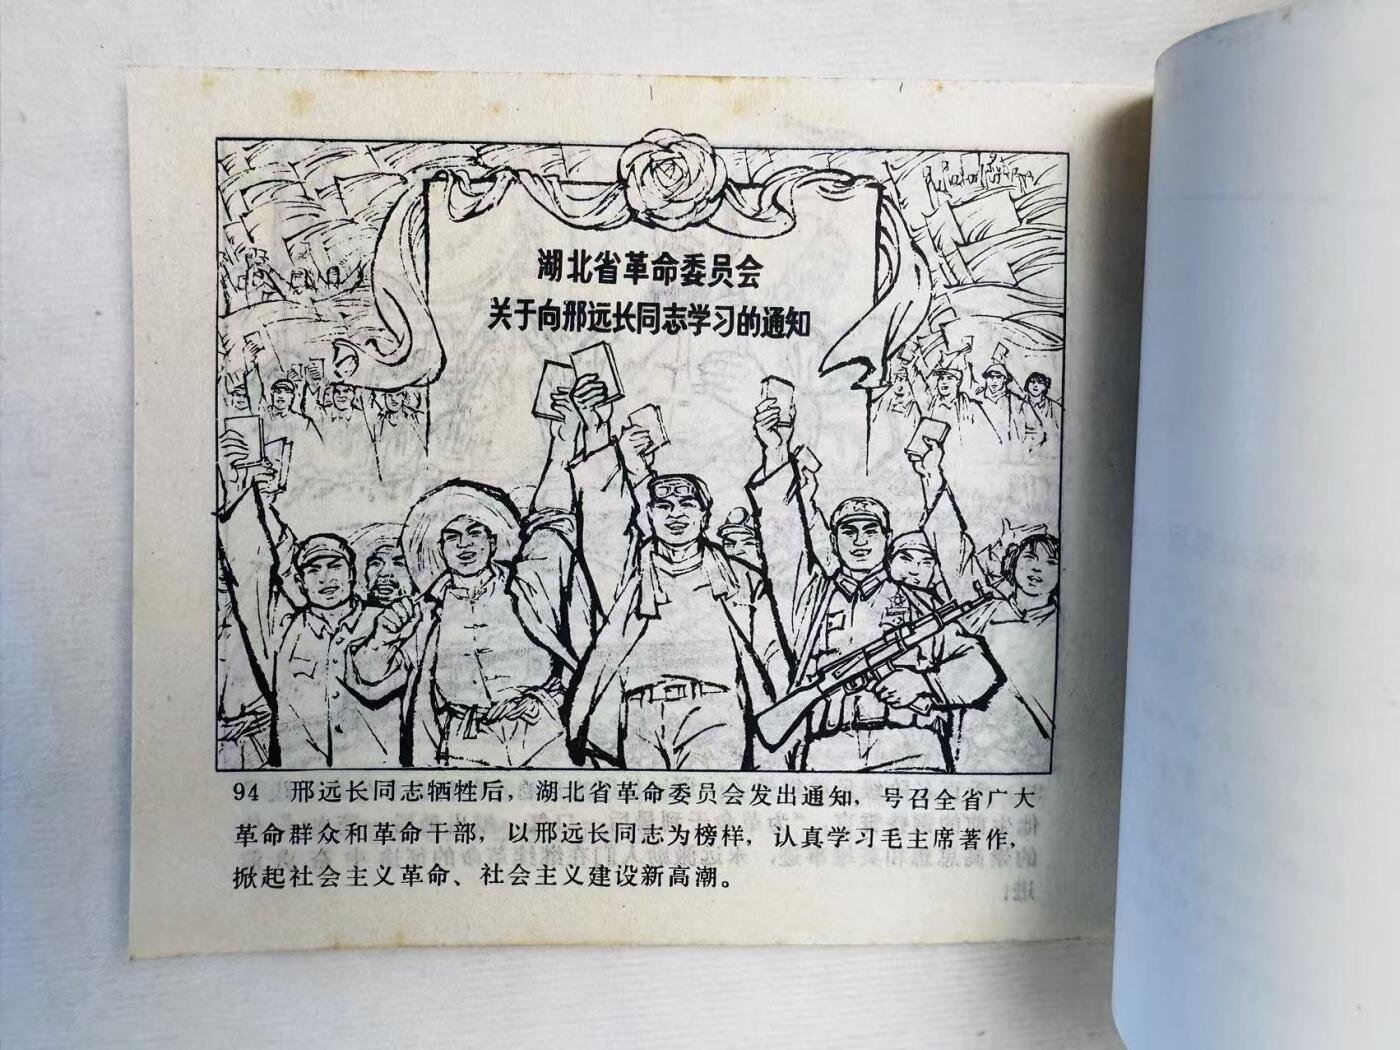 湖北省革命委员会
关于向邢远长同志学习的通知
94 邢远长同志牺牲后，湖北省革命委员会发出通知，号召全省广大
革命群众和革命干部，以邢远长同志为榜样，认真学习毛主席著作，
掀起社会主义革命、社会主义建设新高潮。